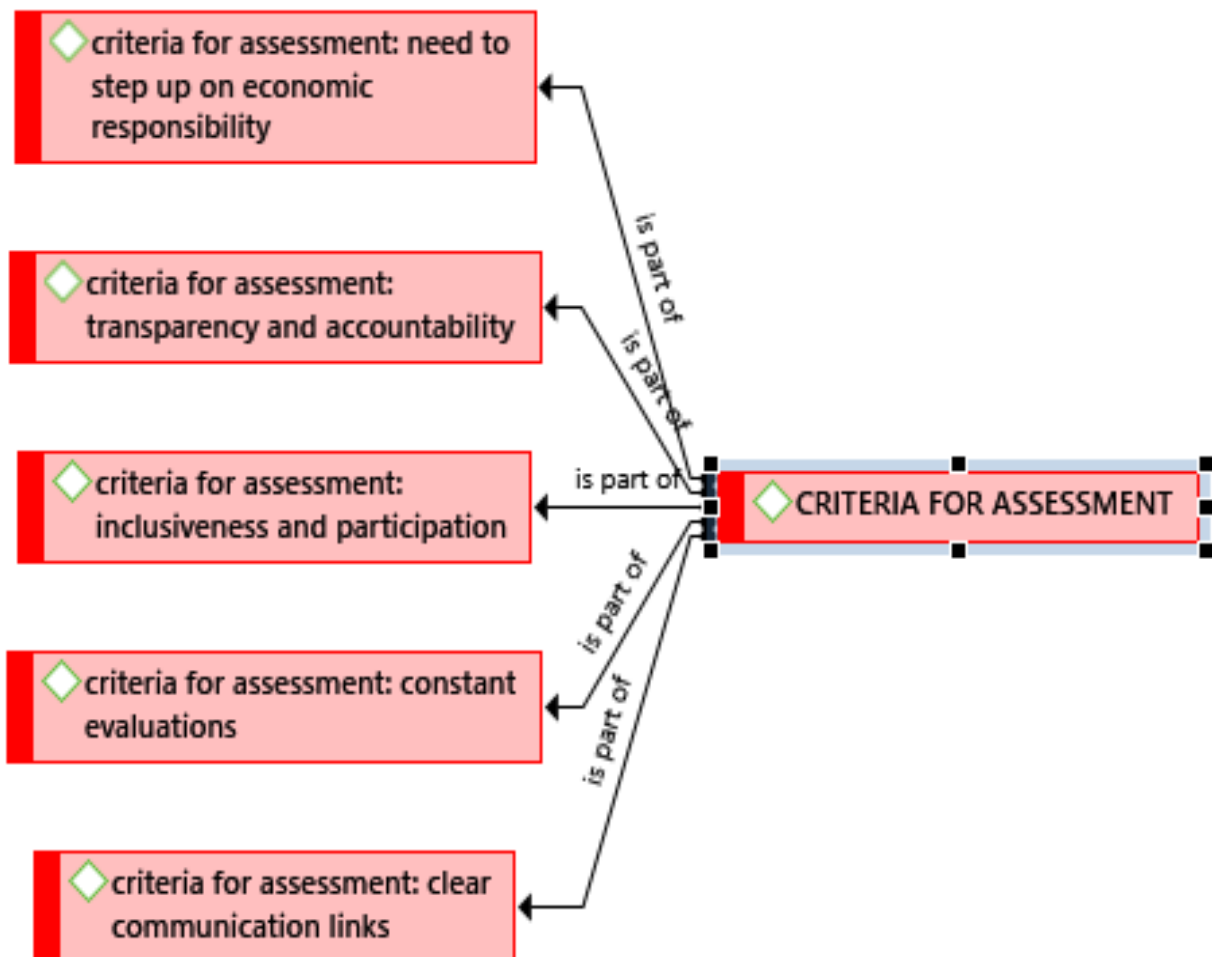 criteria for assessment: need to
step up on economic
responsibility
is part of
criteria for assessment:
transparency and accountability
is part of
criteria for assessment:
inclusiveness and participation
is part of
CRITERIA FOR ASSESSMENT
is part of
criteria for assessment: constant
evaluations
is part of
criteria for assessment: clear
communication links